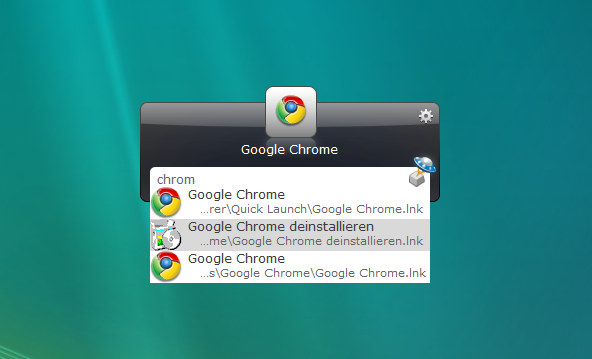 Google Chrome
chrom
Google Chrome
...rer\Quick Launch\Google Chrome.lnk
Google Chrome deinstallieren
...me\Google Chrome deinstallieren.lnk
Google Chrome
...s\Google Chrome\Google Chrome.lnk